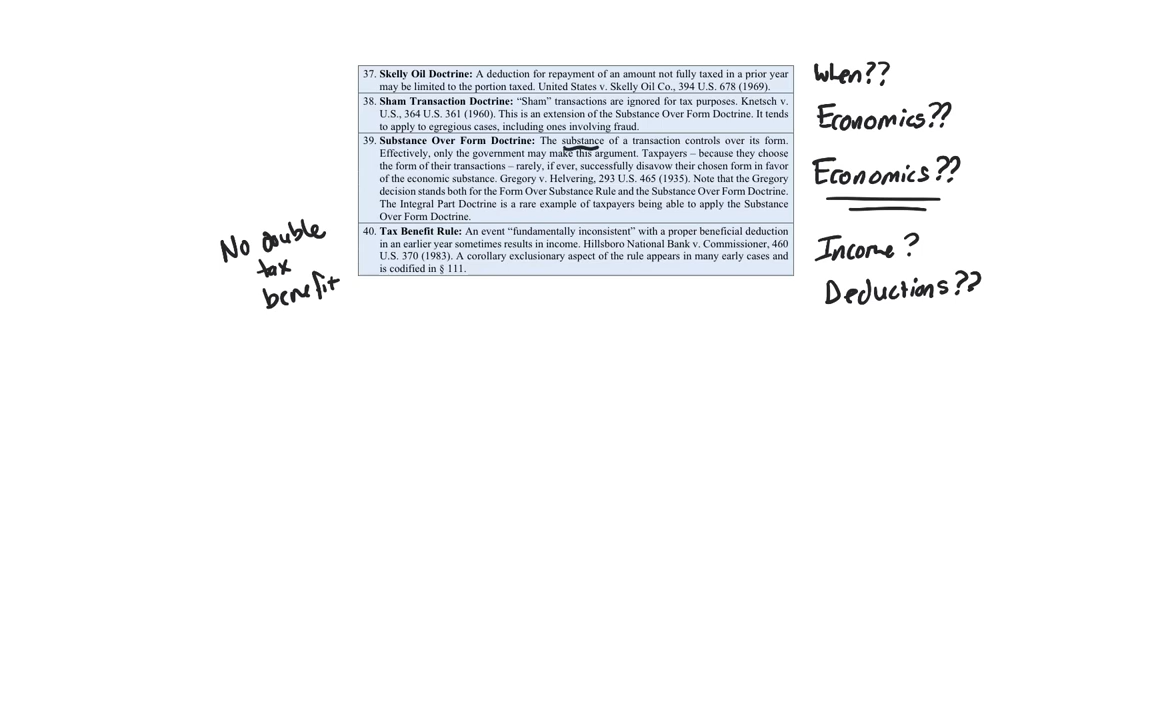 37. Skelly Oil Doctrine: A deduction for repayment of an amount not fully taxed in a prior year
may be limited to the portion taxed. United States v. Skelly Oil Co., 394 U.S. 678 (1969).
When??
38. Sham Transaction Doctrine: “Sham” transactions are ignored for tax purposes. Knetsch v.
U.S., 364 U.S. 361 (1960). This is an extension of the Substance Over Form Doctrine. It tends
to apply to egregious cases, including ones involving fraud.
Economics??
39. Substance Over Form Doctrine: The substance of a transaction controls over its form.
Effectively, only the government may make this argument. Taxpayers – because they choose
the form of their transactions – rarely, if ever, successfully disavow their chosen form in favor
of the economic substance. Gregory v. Helvering, 293 U.S. 465 (1935). Note that the Gregory
decision stands both for the Form Over Substance Rule and the Substance Over Form Doctrine.
The Integral Part Doctrine is a rare example of taxpayers being able to apply the Substance
Over Form Doctrine.
Economics??
No double
tax
benefit
40. Tax Benefit Rule: An event “fundamentally inconsistent” with a proper beneficial deduction
in an earlier year sometimes results in income. Hillsboro National Bank v. Commissioner, 460
U.S. 370 (1983). A corollary exclusionary aspect of the rule appears in many early cases and
is codified in § 111.
Income?
Deductions??